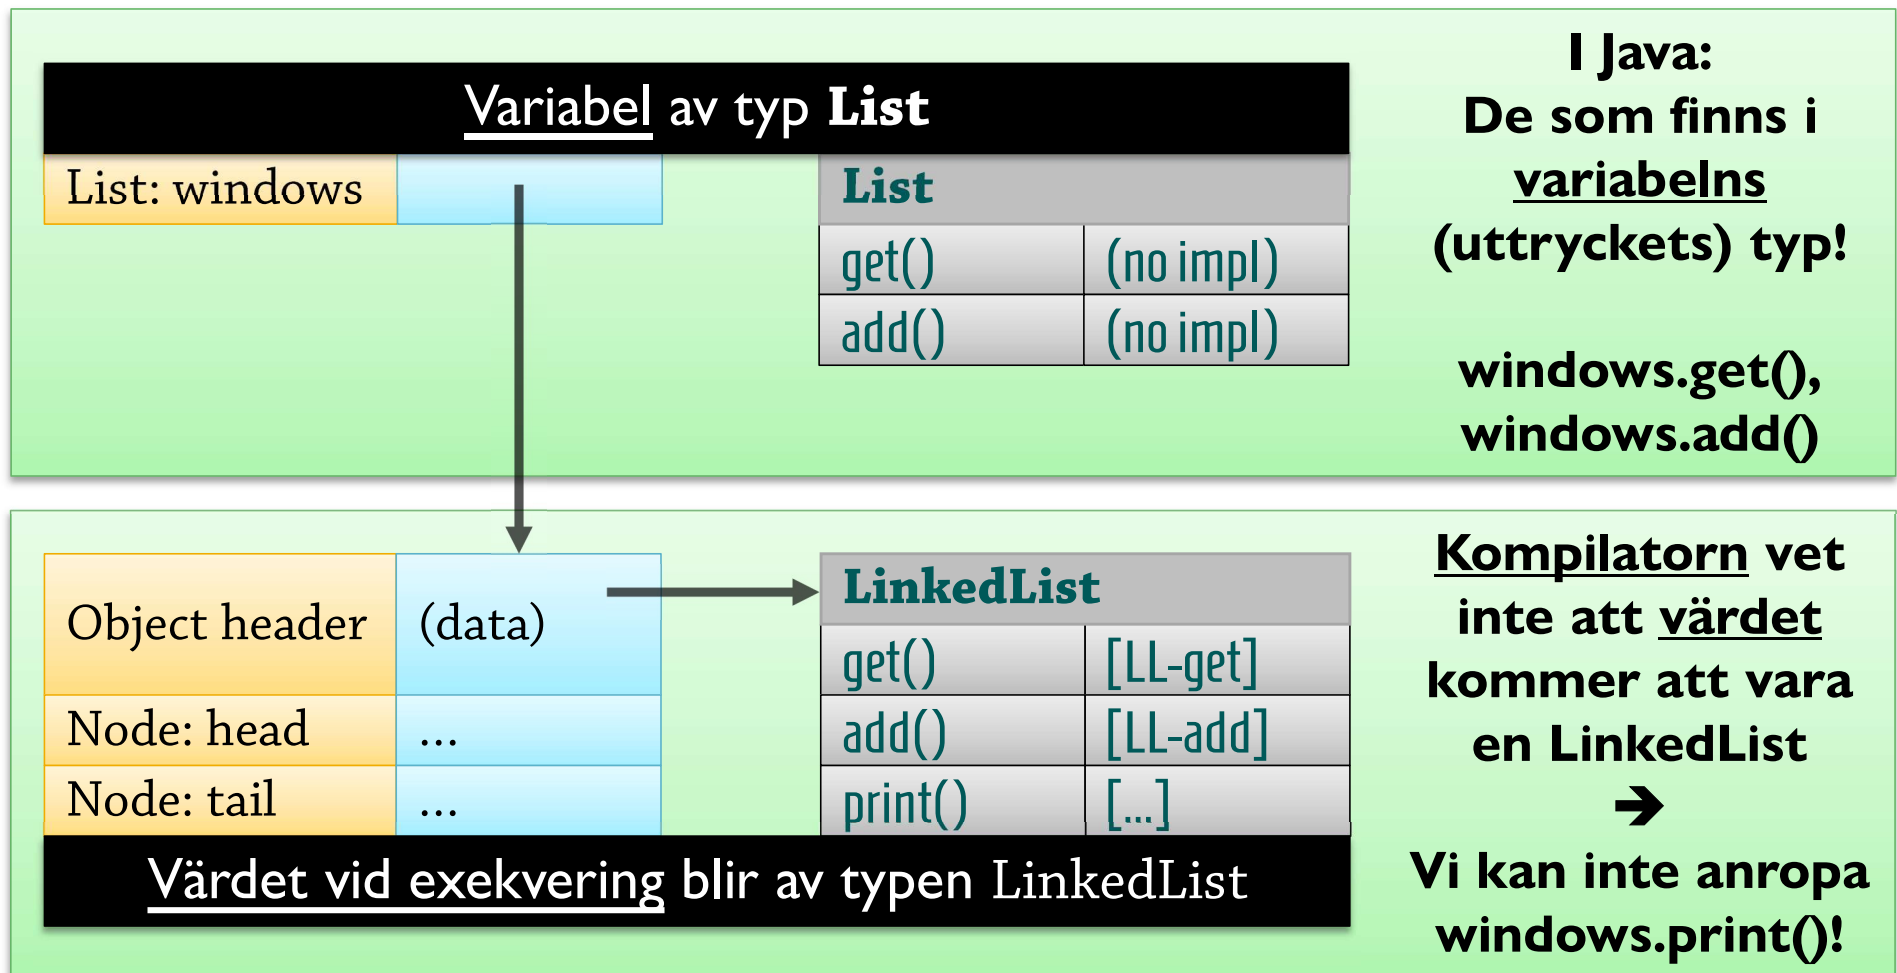 Variabel av typ List
List: windows
List
get() (no impl)
add() (no impl)
I Java:
De som finns i
variabelns
(uttryckets) typ!
windows.get(),
windows.add()
Object header (data)
Node: head ...
Node: tail ...
LinkedList
get() [LL-get]
add() [LL-add]
print() [...]
Värdet vid exekvering blir av typen LinkedList
Kompilatorn vet
inte att värdet
kommer att vara
en LinkedList
➔
Vi kan inte anropa
windows.print()!